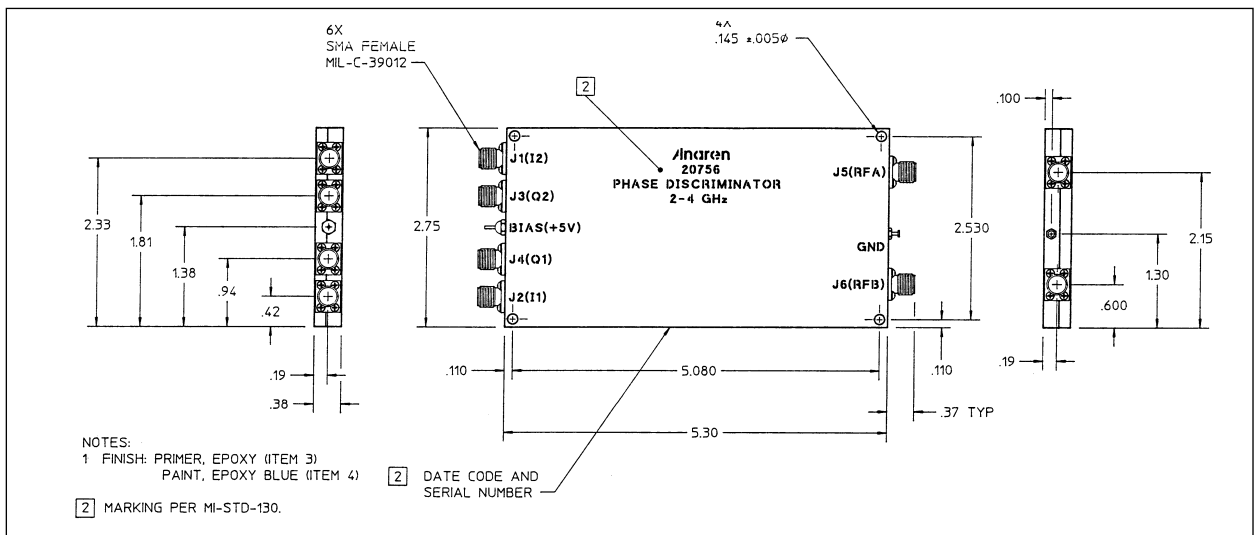 6X
SMA FEMALE
MIL-C-39012
4X
.145 ±.005ø
2
.100
Anaren
20756
PHASE DISCRIMINATOR
2-4 GHz
J1(I2)
J3(Q2)
BIAS(+5V)
J4(Q1)
J2(I1)
J5(RFA)
GND
J6(RFB)
2.33
1.81
1.38
.94
.42
2.75
2.530
2.15
1.30
.600
.19
.38
.110
5.080
.110
.19
.37 TYP
5.30
NOTES:
1 FINISH: PRIMER, EPOXY (ITEM 3)
PAINT, EPOXY BLUE (ITEM 4)
2 DATE CODE AND
SERIAL NUMBER
2 MARKING PER MI-STD-130.